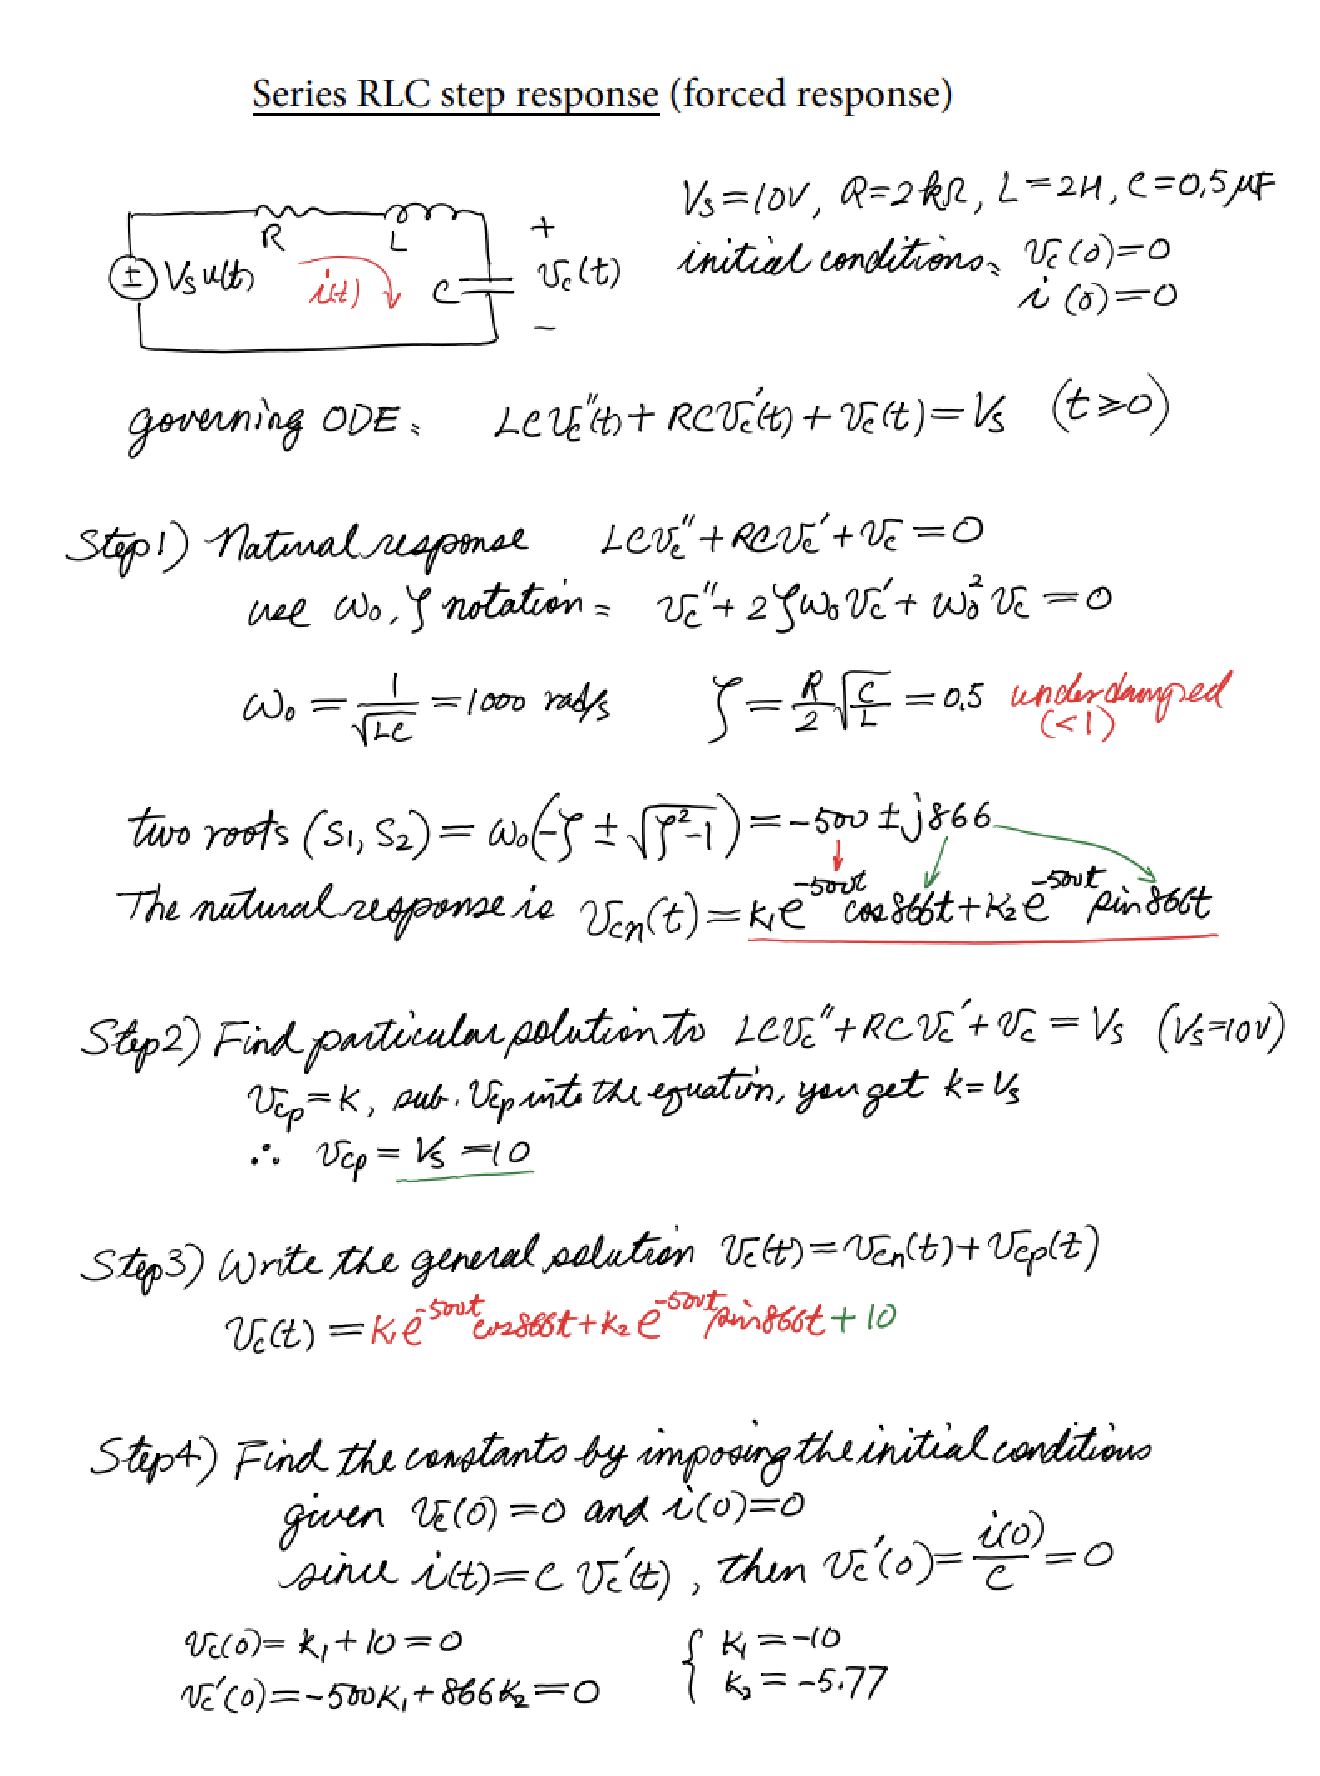 Series RLC step response (forced response)
Vs=10V, R=2kΩ, L=2H, C=0.5μF
initial conditions: Vc(0)=0
i(0)=0
R L
± Vs u(t) i(t) C + Vc(t) −
governing ODE: LCVc''(t)+RCVc'(t)+Vc(t)=Vs (t≥0)
Step1) Natural response LCVc''+RCVc'+Vc=0
use ω₀, ζ notation: Vc''+2ζω₀Vc'+ω₀²Vc=0
ω₀=1/√LC=1000 rad/s ζ=R/2√(C/L)=0.5 underdamped
(<1)
two roots (S₁, S₂)=ω₀(-ζ±√(ζ²-1))=-500±j866
The natural response is Vcn(t)=K₁e^-500t cos866t+K₂e^-500t sin866t
Step2) Find particular solution to LCVc''+RCVc'+Vc=Vs (Vs=10V)
Vcp=K, sub. Vcp into the equation, you get K=Vs
∴ Vcp=Vs=10
Step3) Write the general solution Vc(t)=Vcn(t)+Vcp(t)
Vc(t)=K₁e^-500t cos866t+K₂e^-500t sin866t+10
Step4) Find the constants by imposing the initial conditions
given Vc(0)=0 and i(0)=0
since i(t)=C Vc'(t), then Vc'(0)=i(0)/C=0
Vc(0)=K₁+10=0 { K₁=-10
Vc'(0)=-500K₁+866K₂=0 K₂=-5.77